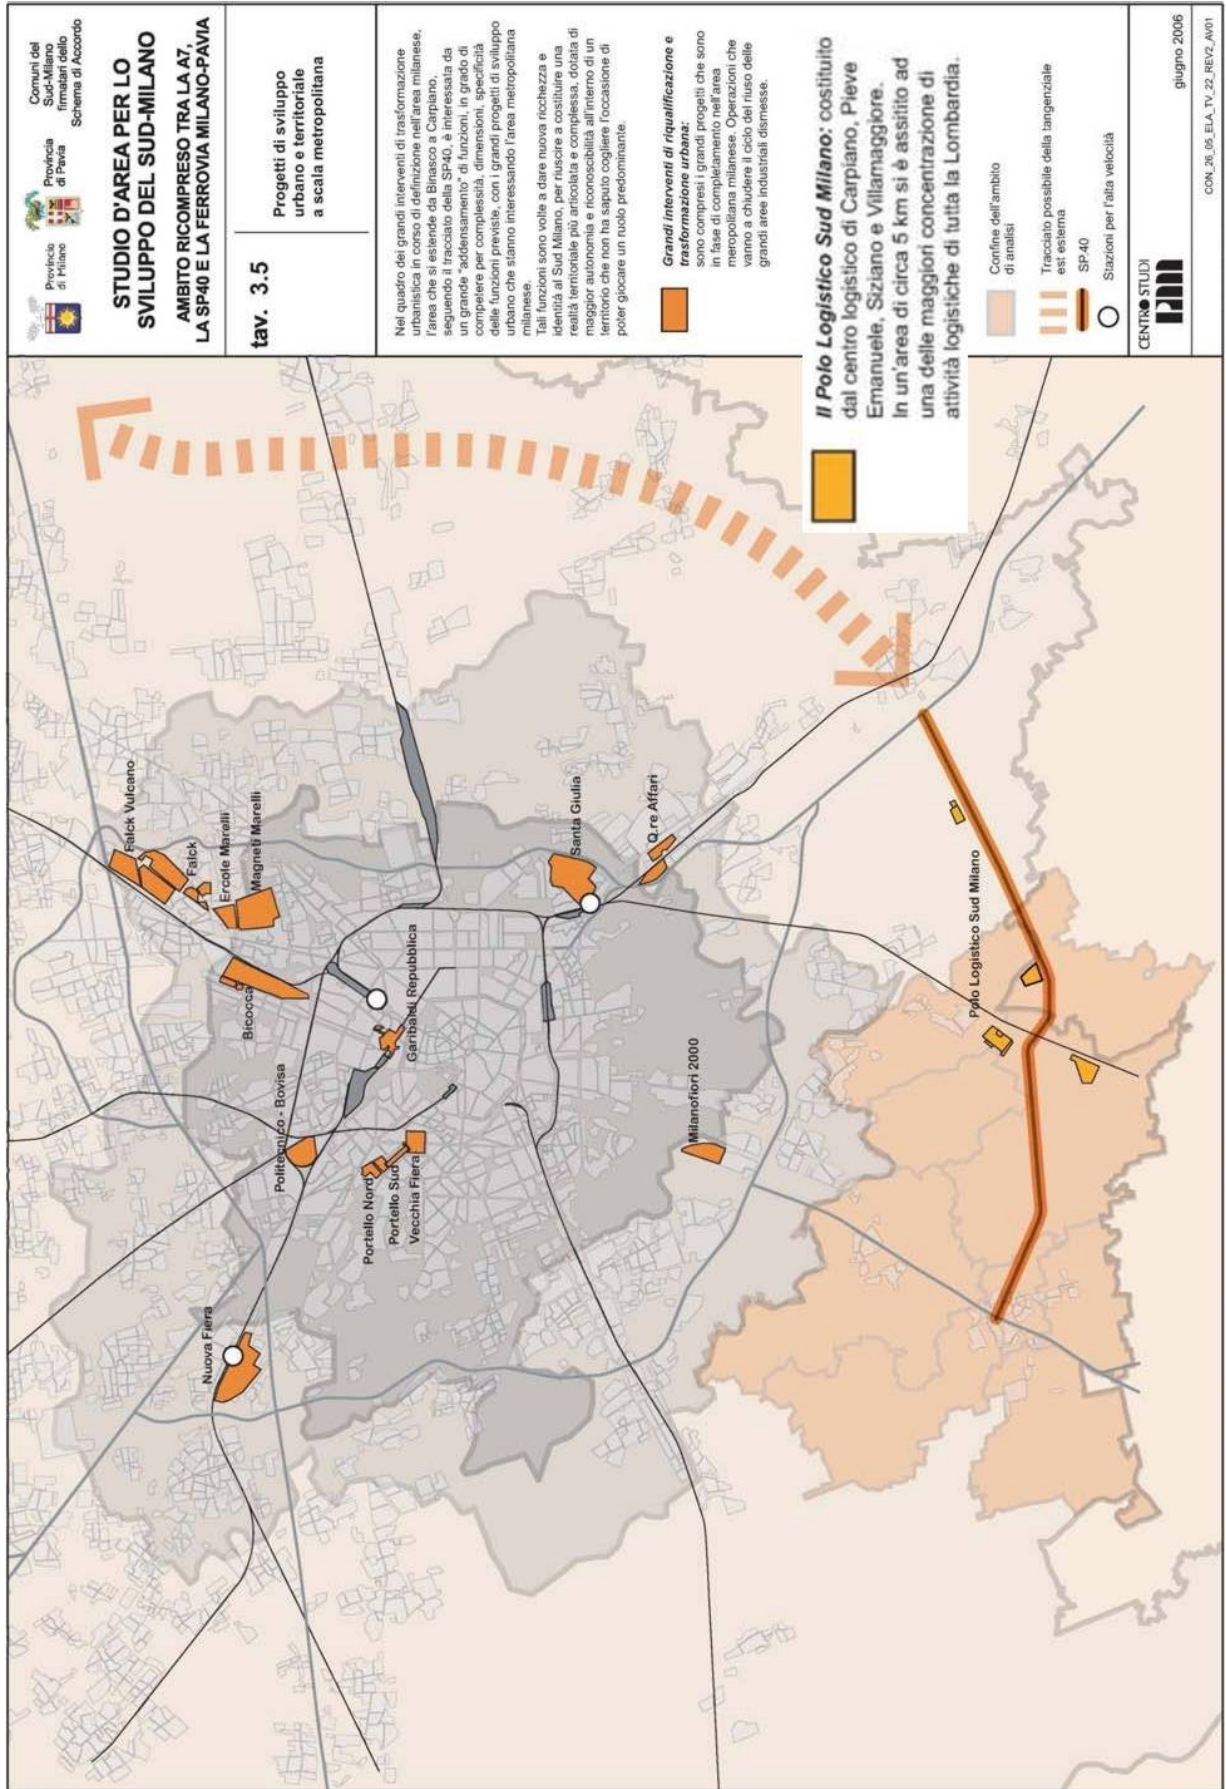 Provincia
di Milano
Provincia
di Pavia
Comuni del
Sud-Milano
firmatari dello
Schema di Accordo
STUDIO D'AREA PER LO
SVILUPPO DEL SUD-MILANO
AMBITO RICOMPRESO TRA LA A7,
LA SP40 E LA FERROVIA MILANO-PAVIA
tav. 3.5
Progetti di sviluppo
urbano e territoriale
a scala metropolitana
Nel quadro dei grandi interventi di trasformazione
urbanistica in corso di definizione nell'area milanese,
l'area che si estende da Binasco a Carpiano,
seguendo il tracciato della SP40, è interessata da
un grande "addensamento" di funzioni, in grado di
competere per complessità, dimensioni, specificità
delle funzioni previste, con i grandi progetti di sviluppo
urbano che stanno interessando l'area metropolitana
milanese.
Tali funzioni sono volte a dare nuova ricchezza e
identità al Sud Milano, per riuscire a costituire una
realtà territoriale più articolata e complessa, dotata di
maggior autonomia e riconoscibilità all'interno di un
territorio che non ha saputo cogliere l'occasione di
poter giocare un ruolo predominante.
Grandi interventi di riqualificazione e
trasformazione urbana:
sono compresi i grandi progetti che sono
in fase di completamento nell'area
meropolitana milanese. Operazioni che
vanno a chiudere il ciclo del riuso delle
grandi aree industriali dismesse.
Il Polo Logistico Sud Milano: costituito
dal centro logistico di Carpiano, Pieve
Emanuele, Siziano e Villamaggiore.
In un'area di circa 5 km si è assitito ad
una delle maggiori concentrazione di
attività logistiche di tutta la Lombardia.
Confine dell'ambito
di analisi
Tracciato possibile della tangenziale
est esterna
SP.40
Stazioni per l'alta velocità
CENTRO STUDI
PIM
giugno 2006
CON_26_05_ELA_TV_22_REV2_AV01
Falck Vulcano
Falck
Ercole Marelli
Magneti Marelli
Bicocca
Garibaldi Repubblica
Politecnico - Bovisa
Portello Nord
Portello Sud
Vecchia Fiera
Nuova Fiera
Santa Giulia
Q.re Affari
Milanofiori 2000
Polo Logistico Sud Milano